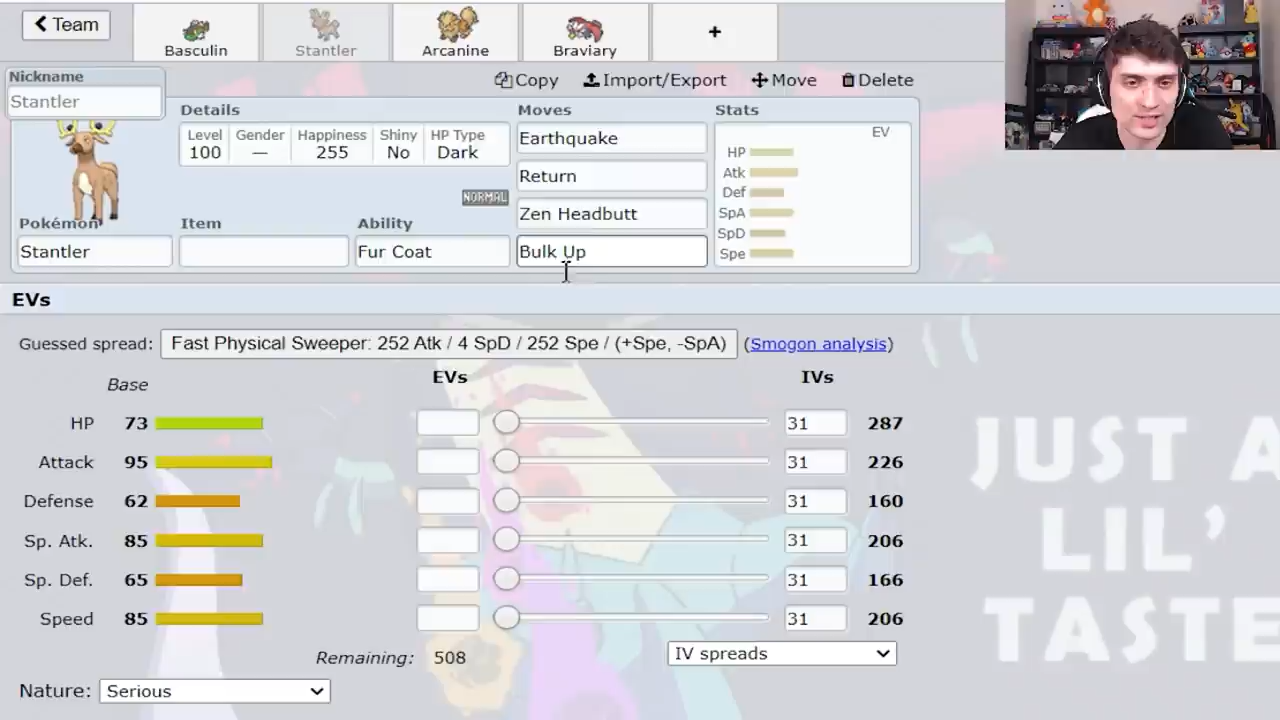 Team
Basculin
Stantler
Arcanine
Braviary
+
Nickname
Stantler
Copy
Import/Export
Move
Delete
Details
Level
100
Gender
—
Happiness
255
Shiny
No
HP Type
Dark
NORMAL
Pokémon
Stantler
Item
Ability
Fur Coat
Moves
Earthquake
Return
Zen Headbutt
Bulk Up
Stats
EV
HP
Atk
Def
SpA
SpD
Spe
EVs
Guessed spread: Fast Physical Sweeper: 252 Atk / 4 SpD / 252 Spe / (+Spe, -SpA) (Smogon analysis)
Base EVs IVs
HP 73 31 287
Attack 95 31 226
Defense 62 31 160
Sp. Atk. 85 31 206
Sp. Def. 65 31 166
Speed 85 31 206
Remaining: 508
IV spreads
Nature: Serious
JUST A
LIL'
TASTE